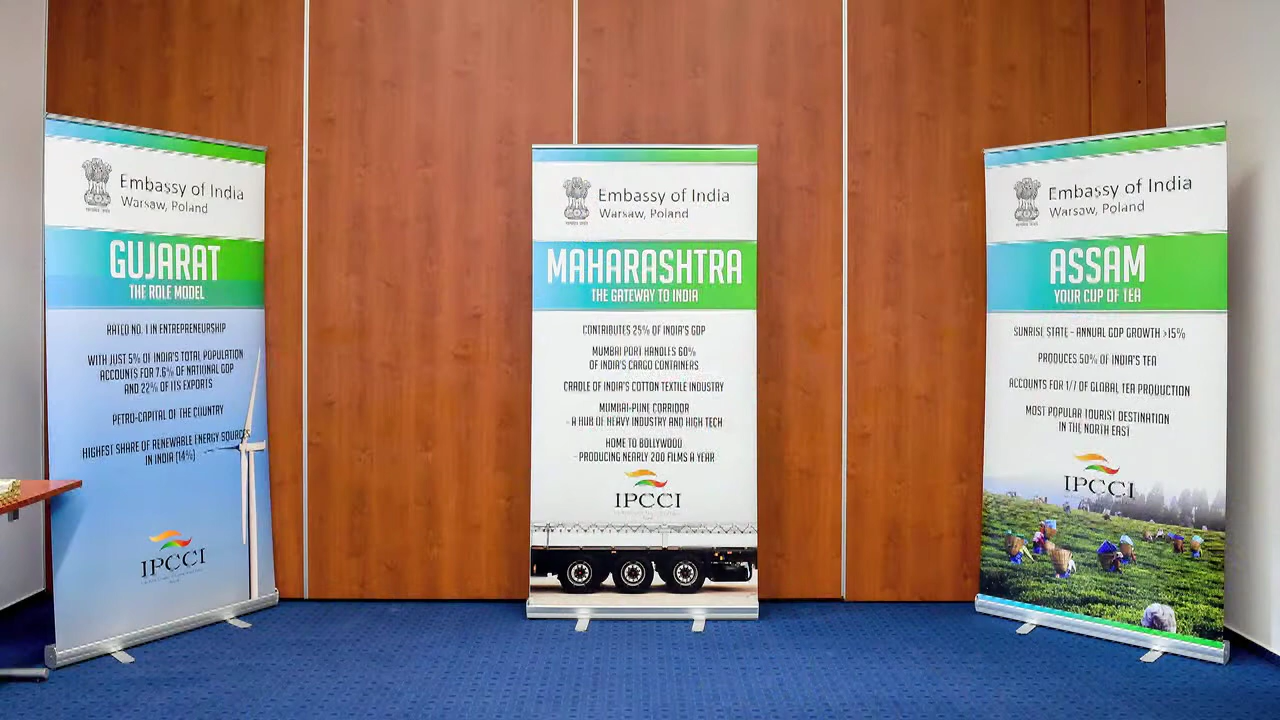 Embassy of India
Warsaw, Poland
GUJARAT
THE ROLE MODEL
RATED NO. 1 IN ENTREPRENEURSHIP
WITH JUST 5% OF INDIA'S TOTAL POPULATION
ACCOUNTS FOR 7.6% OF NATIONAL GDP
AND 22% OF ITS EXPORTS
PETRO-CAPITAL OF THE COUNTRY
HIGHEST SHARE OF RENEWABLE ENERGY SOURCES
IN INDIA (14%)
IPCCI
Embassy of India
Warsaw, Poland
MAHARASHTRA
THE GATEWAY TO INDIA
CONTRIBUTES 25% OF INDIA'S GDP
MUMBAI PORT HANDLES 60%
OF INDIA'S CARGO CONTAINERS
CRADLE OF INDIA'S COTTON TEXTILE INDUSTRY
MUMBAI-PUNE CORRIDOR
- A HUB OF HEAVY INDUSTRY AND HIGH TECH
HOME TO BOLLYWOOD
- PRODUCING NEARLY 200 FILMS A YEAR
IPCCI
Embassy of India
Warsaw, Poland
ASSAM
YOUR CUP OF TEA
SUNRISE STATE - ANNUAL GDP GROWTH >15%
PRODUCES 50% OF INDIA'S TEA
ACCOUNTS FOR 1/7 OF GLOBAL TEA PRODUCTION
MOST POPULAR TOURIST DESTINATION
IN THE NORTH EAST
IPCCI